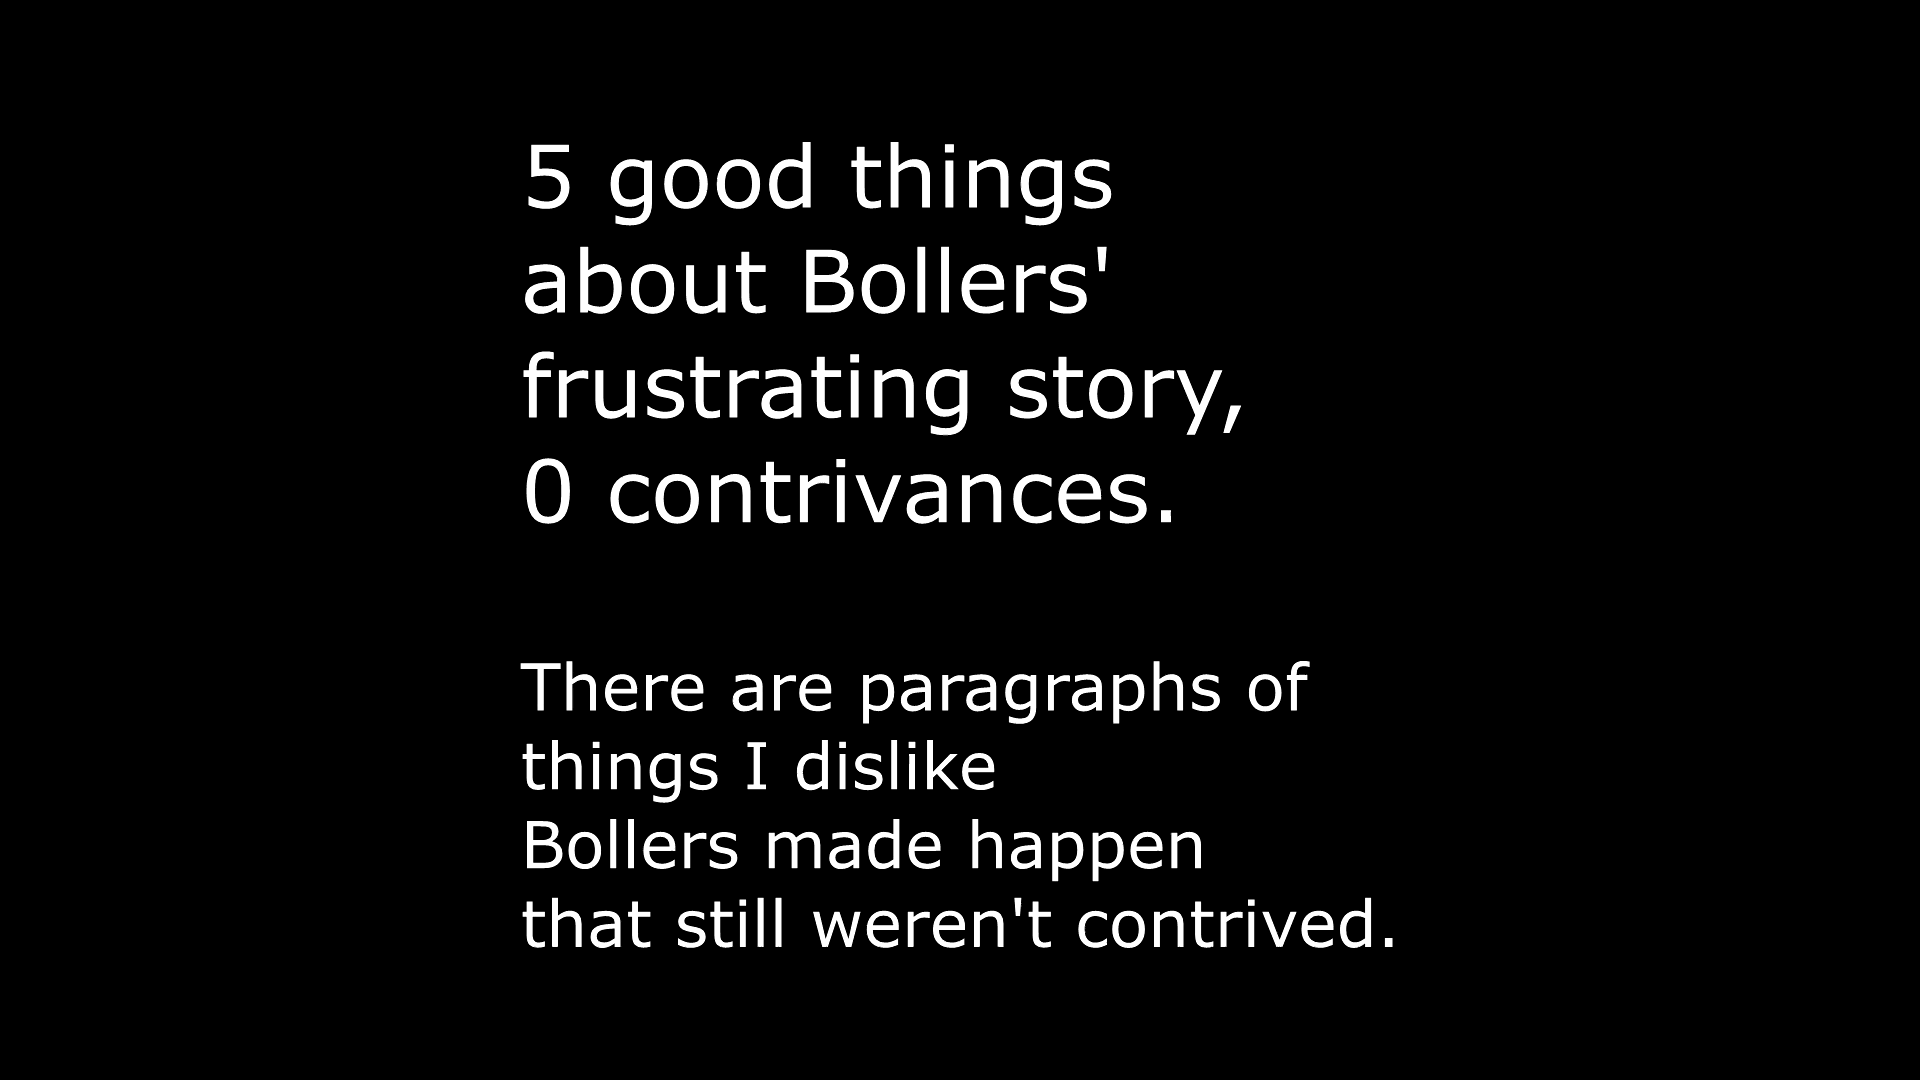 5 good things
about Bollers'
frustrating story,
0 contrivances.
There are paragraphs of
things I dislike
Bollers made happen
that still weren't contrived.